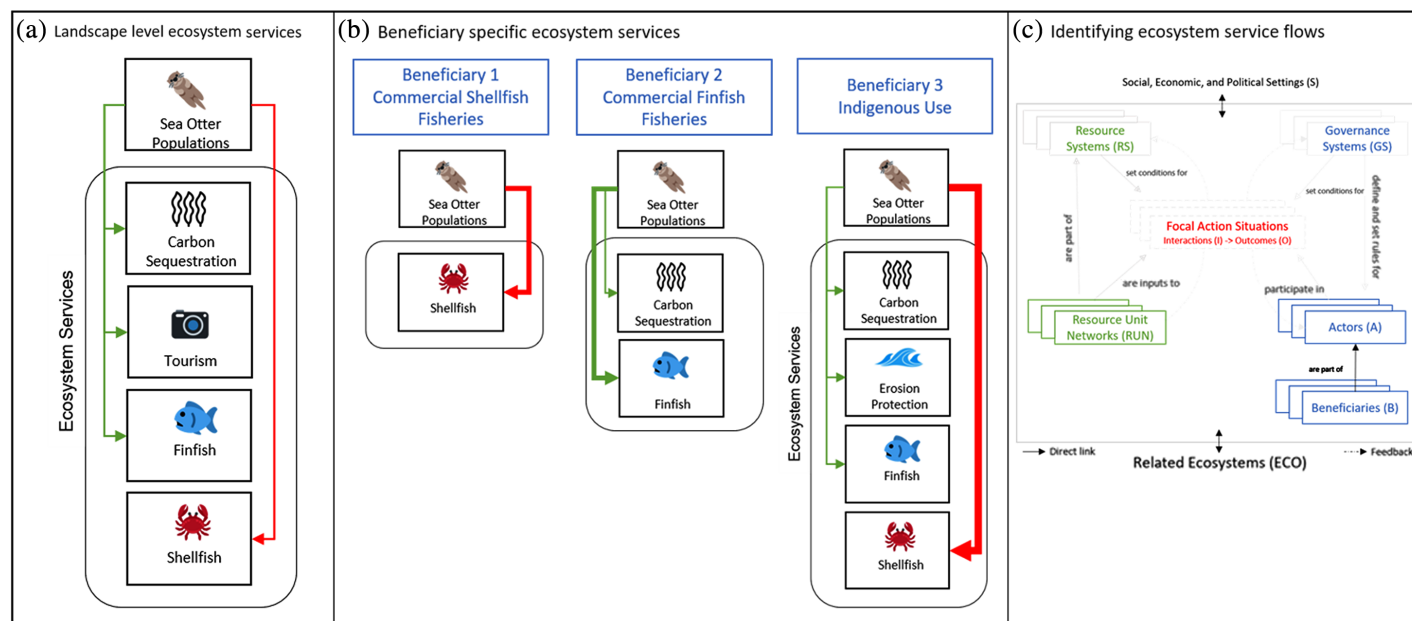 (a) Landscape level ecosystem services
Sea Otter
Populations
Ecosystem Services
Carbon
Sequestration
Tourism
Finfish
Shellfish
(b) Beneficiary specific ecosystem services
Beneficiary 1
Commercial Shellfish
Fisheries
Sea Otter
Populations
Shellfish
Beneficiary 2
Commercial Finfish
Fisheries
Sea Otter
Populations
Carbon
Sequestration
Finfish
Beneficiary 3
Indigenous Use
Sea Otter
Populations
Ecosystem Services
Carbon
Sequestration
Erosion
Protection
Finfish
Shellfish
(c) Identifying ecosystem service flows
Social, Economic, and Political Settings (S)
Resource
Systems (RS)
Governance
Systems (GS)
set conditions for
set conditions for
define and set rules for
Focal Action Situations
Interactions (I) -> Outcomes (O)
are part of
are inputs to
participate in
Resource Unit
Networks (RUN)
Actors (A)
are part of
Beneficiaries (B)
Direct link
Feedback
Related Ecosystems (ECO)